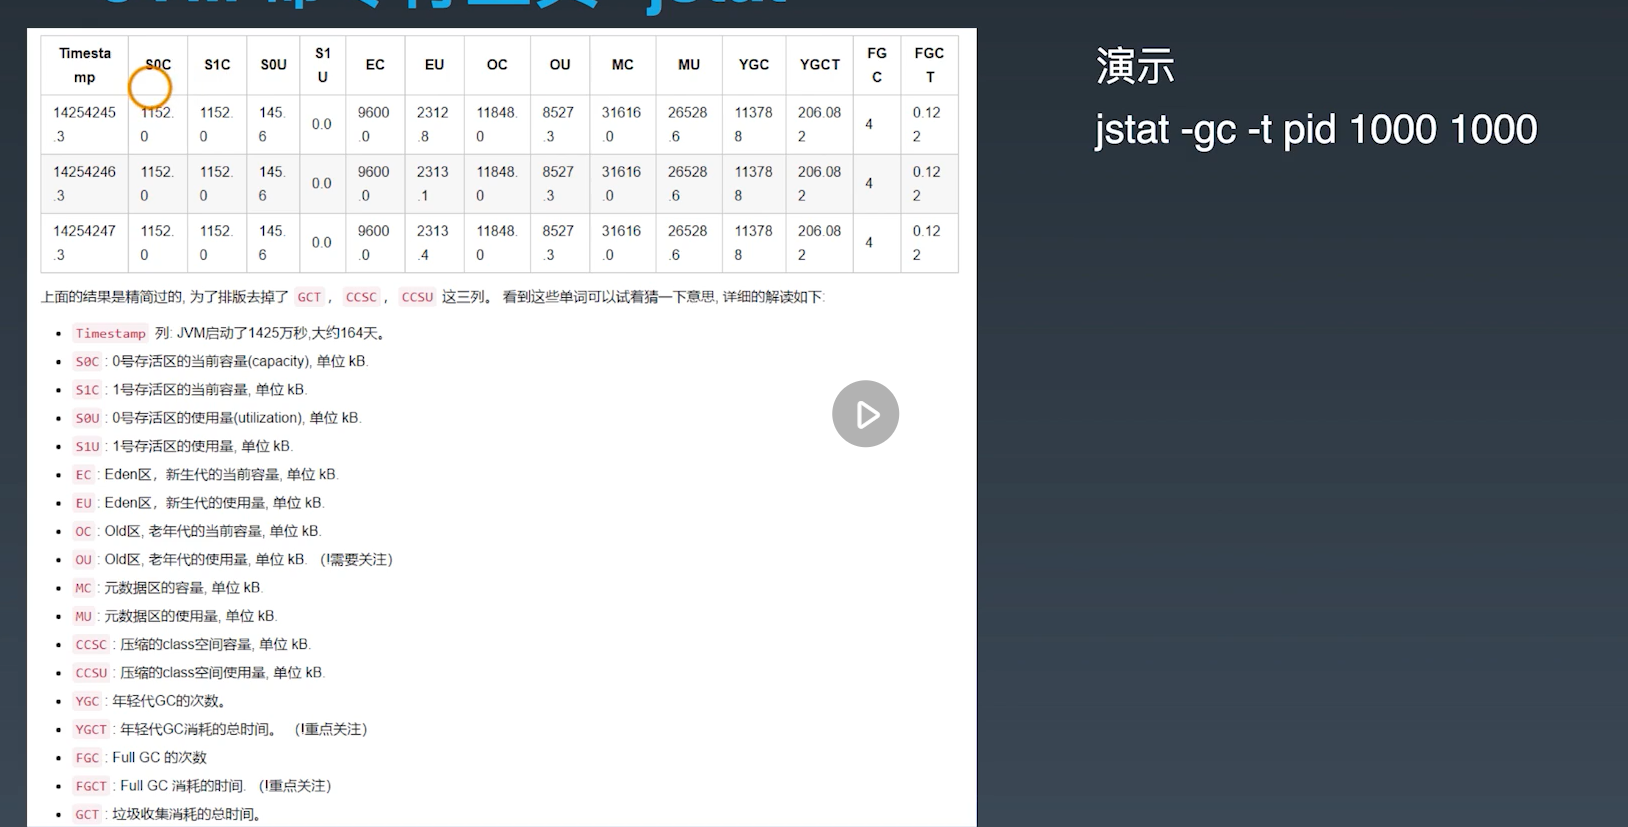 jstat
Timestamp S0C S1C S0U S1U EC EU OC OU MC MU YGC YGCT FGC FGCT
14254245.3 1152.0 1152.0 145.6 0.0 9600.0 2312.8 11848.0 8527.3 31616.0 26528.6 113788 206.082 4 0.122
14254246.3 1152.0 1152.0 145.6 0.0 9600.0 2313.1 11848.0 8527.3 31616.0 26528.6 113788 206.082 4 0.122
14254247.3 1152.0 1152.0 145.6 0.0 9600.0 2313.4 11848.0 8527.3 31616.0 26528.6 113788 206.082 4 0.122
上面的结果是精简过的, 为了排版去掉了 GCT， CCSC， CCSU 这三列。 看到这些单词可以试着猜一下意思, 详细的解读如下:
Timestamp 列: JVM启动了1425万秒,大约164天。
S0C : 0号存活区的当前容量(capacity), 单位 kB.
S1C : 1号存活区的当前容量, 单位 kB.
S0U : 0号存活区的使用量(utilization), 单位 kB.
S1U : 1号存活区的使用量, 单位 kB.
EC : Eden区，新生代的当前容量, 单位 kB.
EU : Eden区，新生代的使用量, 单位 kB.
OC : Old区, 老年代的当前容量, 单位 kB.
OU : Old区, 老年代的使用量, 单位 kB. （!需要关注）
MC : 元数据区的容量, 单位 kB.
MU : 元数据区的使用量, 单位 kB.
CCSC : 压缩的class空间容量, 单位 kB.
CCSU : 压缩的class空间使用量, 单位 kB.
YGC : 年轻代GC的次数。
YGCT : 年轻代GC消耗的总时间。 （!重点关注）
FGC : Full GC 的次数
FGCT : Full GC 消耗的时间. （!重点关注）
GCT : 垃圾收集消耗的总时间。
演示
jstat -gc -t pid 1000 1000